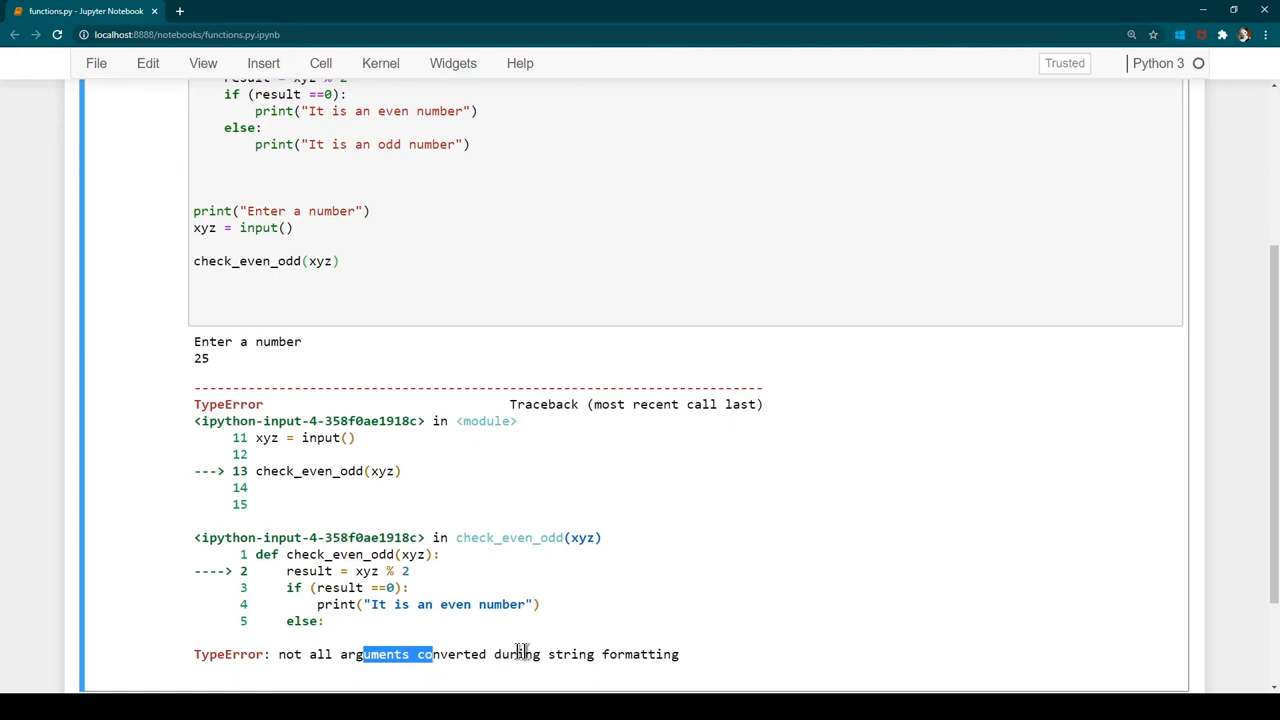 functions.py - Jupyter Notebook
localhost:8888/notebooks/functions.py.ipynb
File Edit View Insert Cell Kernel Widgets Help Trusted Python 3
result = xyz % 2
if (result ==0):
print("It is an even number")
else:
print("It is an odd number")
print("Enter a number")
xyz = input()
check_even_odd(xyz)
Enter a number
25
---------------------------------------------------------------------------
TypeError Traceback (most recent call last)
<ipython-input-4-358f0ae1918c> in <module>
11 xyz = input()
12
---> 13 check_even_odd(xyz)
14
15
<ipython-input-4-358f0ae1918c> in check_even_odd(xyz)
1 def check_even_odd(xyz):
----> 2 result = xyz % 2
3 if (result ==0):
4 print("It is an even number")
5 else:
TypeError: not all arguments converted during string formatting